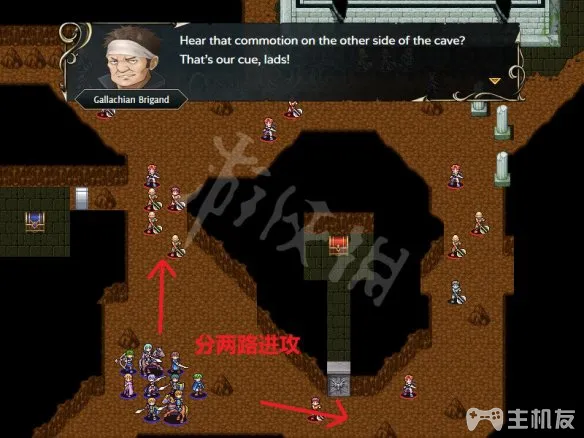 Hear that commotion on the other side of the cave?
That's our cue, lads!
Gallachian Brigand
游侠网
分两路进攻
主机友